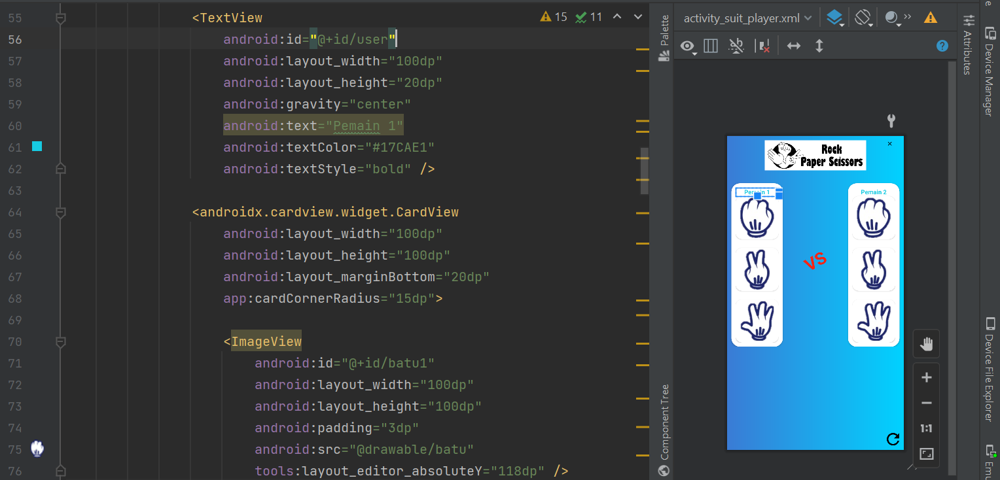 55 <TextView
56 android:id="@+id/user"
57 android:layout_width="100dp"
58 android:layout_height="20dp"
59 android:gravity="center"
60 android:text="Pemain 1"
61 android:textColor="#17CAE1"
62 android:textStyle="bold" />
63
64 <androidx.cardview.widget.CardView
65 android:layout_width="100dp"
66 android:layout_height="100dp"
67 android:layout_marginBottom="20dp"
68 app:cardCornerRadius="15dp">
69
70 <ImageView
71 android:id="@+id/batu1"
72 android:layout_width="100dp
73 android:layout_height="100dp"
74 android:padding="3dp"
75 android:src="@drawable/batu"
76 tools:layout_editor_absoluteY="118dp" />
15 11
Palette
Component Tree
activity_suit_player.xml
Rock
Paper Scissors
Pemain 1
Pemain 2
VS
1:1
Attributes
Device Manager
Device File Explorer
Emu